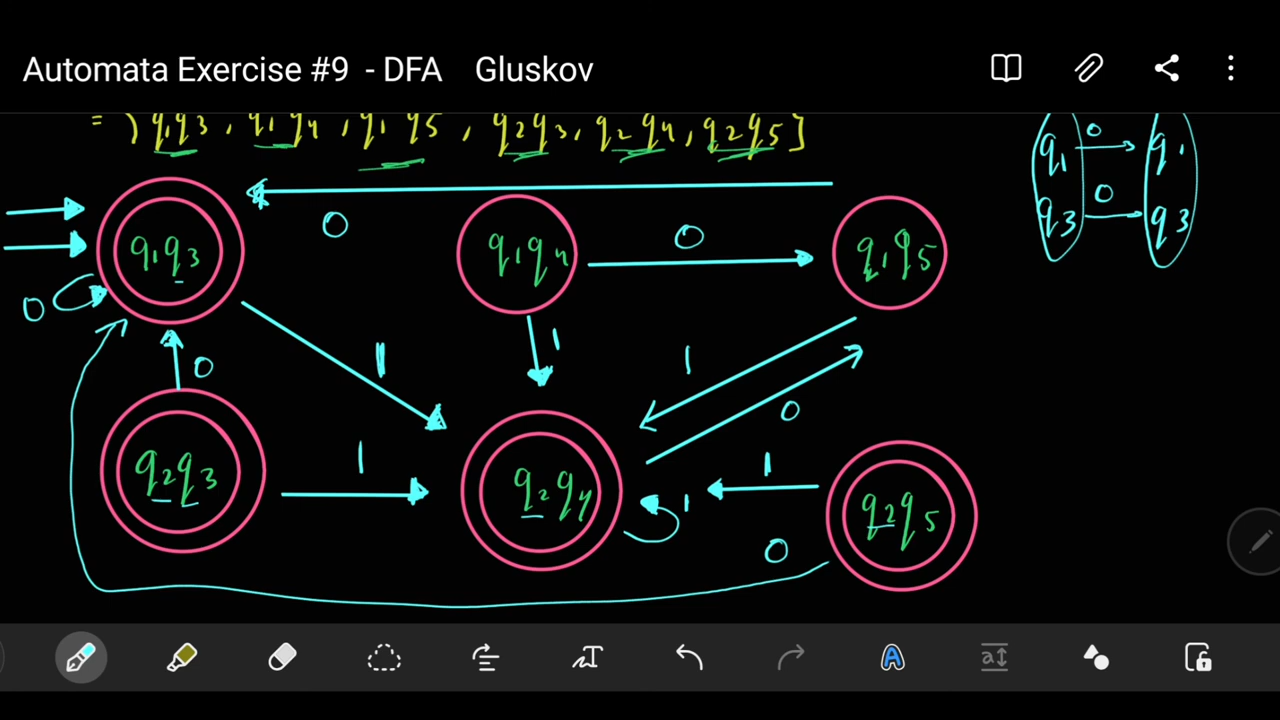 Automata Exercise #9 - DFA Gluskov
= } q1q3 , q1q4 , q1q5 , q2q3 , q2q4 , q2q5 }
q1 0 q1
q3 0 q3
0
q1q3
q1q4
0
q1q5
0
0
1
1
1
0
q2q3
1
q2q4
1
1
q2q5
0